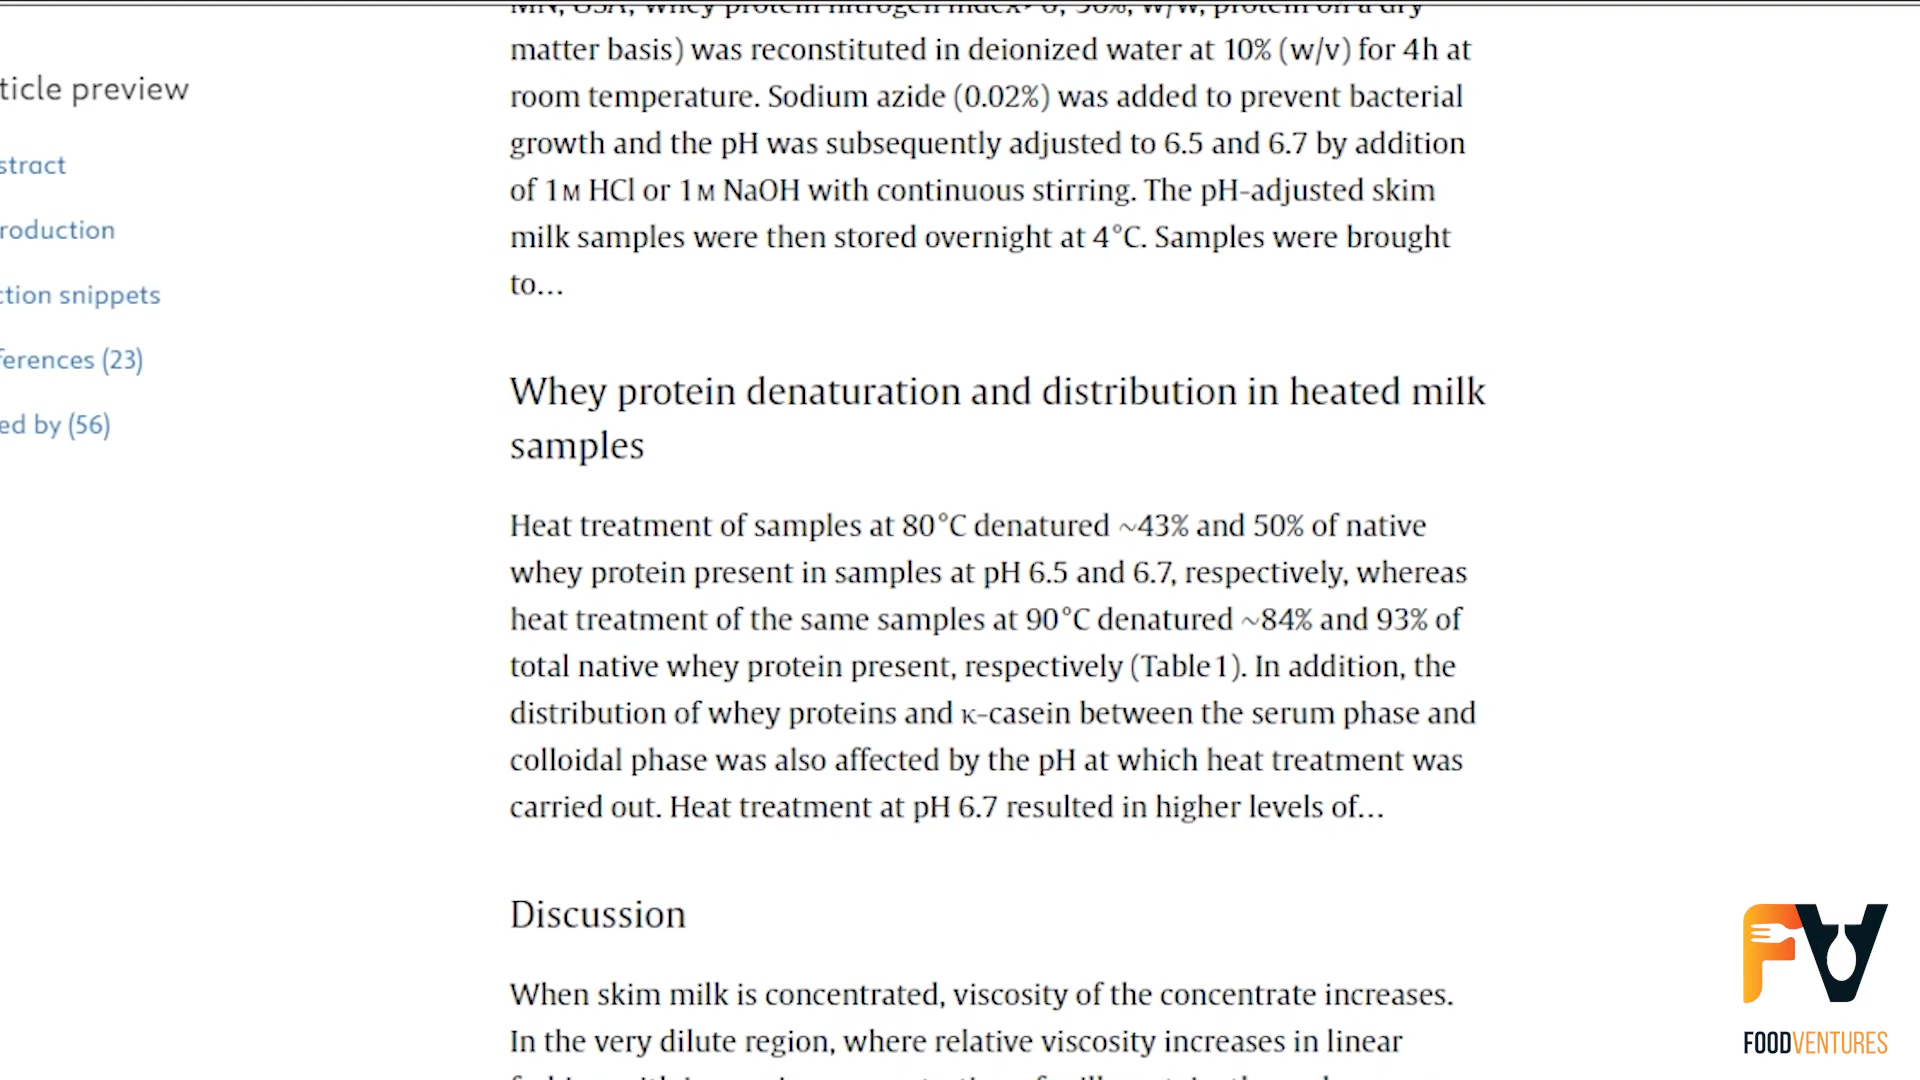 ticle preview
stract
roduction
ction snippets
ferences (23)
ed by (56)
matter basis) was reconstituted in deionized water at 10% (w/v) for 4h at
room temperature. Sodium azide (0.02%) was added to prevent bacterial
growth and the pH was subsequently adjusted to 6.5 and 6.7 by addition
of 1M HCl or 1M NaOH with continuous stirring. The pH-adjusted skim
milk samples were then stored overnight at 4°C. Samples were brought
to…
Whey protein denaturation and distribution in heated milk
samples
Heat treatment of samples at 80°C denatured ~43% and 50% of native
whey protein present in samples at pH 6.5 and 6.7, respectively, whereas
heat treatment of the same samples at 90°C denatured ~84% and 93% of
total native whey protein present, respectively (Table1). In addition, the
distribution of whey proteins and κ-casein between the serum phase and
colloidal phase was also affected by the pH at which heat treatment was
carried out. Heat treatment at pH 6.7 resulted in higher levels of…
Discussion
When skim milk is concentrated, viscosity of the concentrate increases.
In the very dilute region, where relative viscosity increases in linear
FV
FOODVENTURES